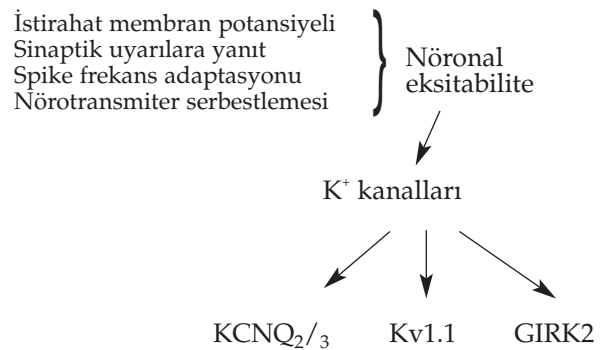 İstirahat membran potansiyeli
Sinaptik uyarılara yanıt
Spike frekans adaptasyonu
Nörotransmiter serbestlemesi
Nöronal
eksitabilite
K⁺ kanalları
KCNQ₂/₃ Kv1.1 GIRK2